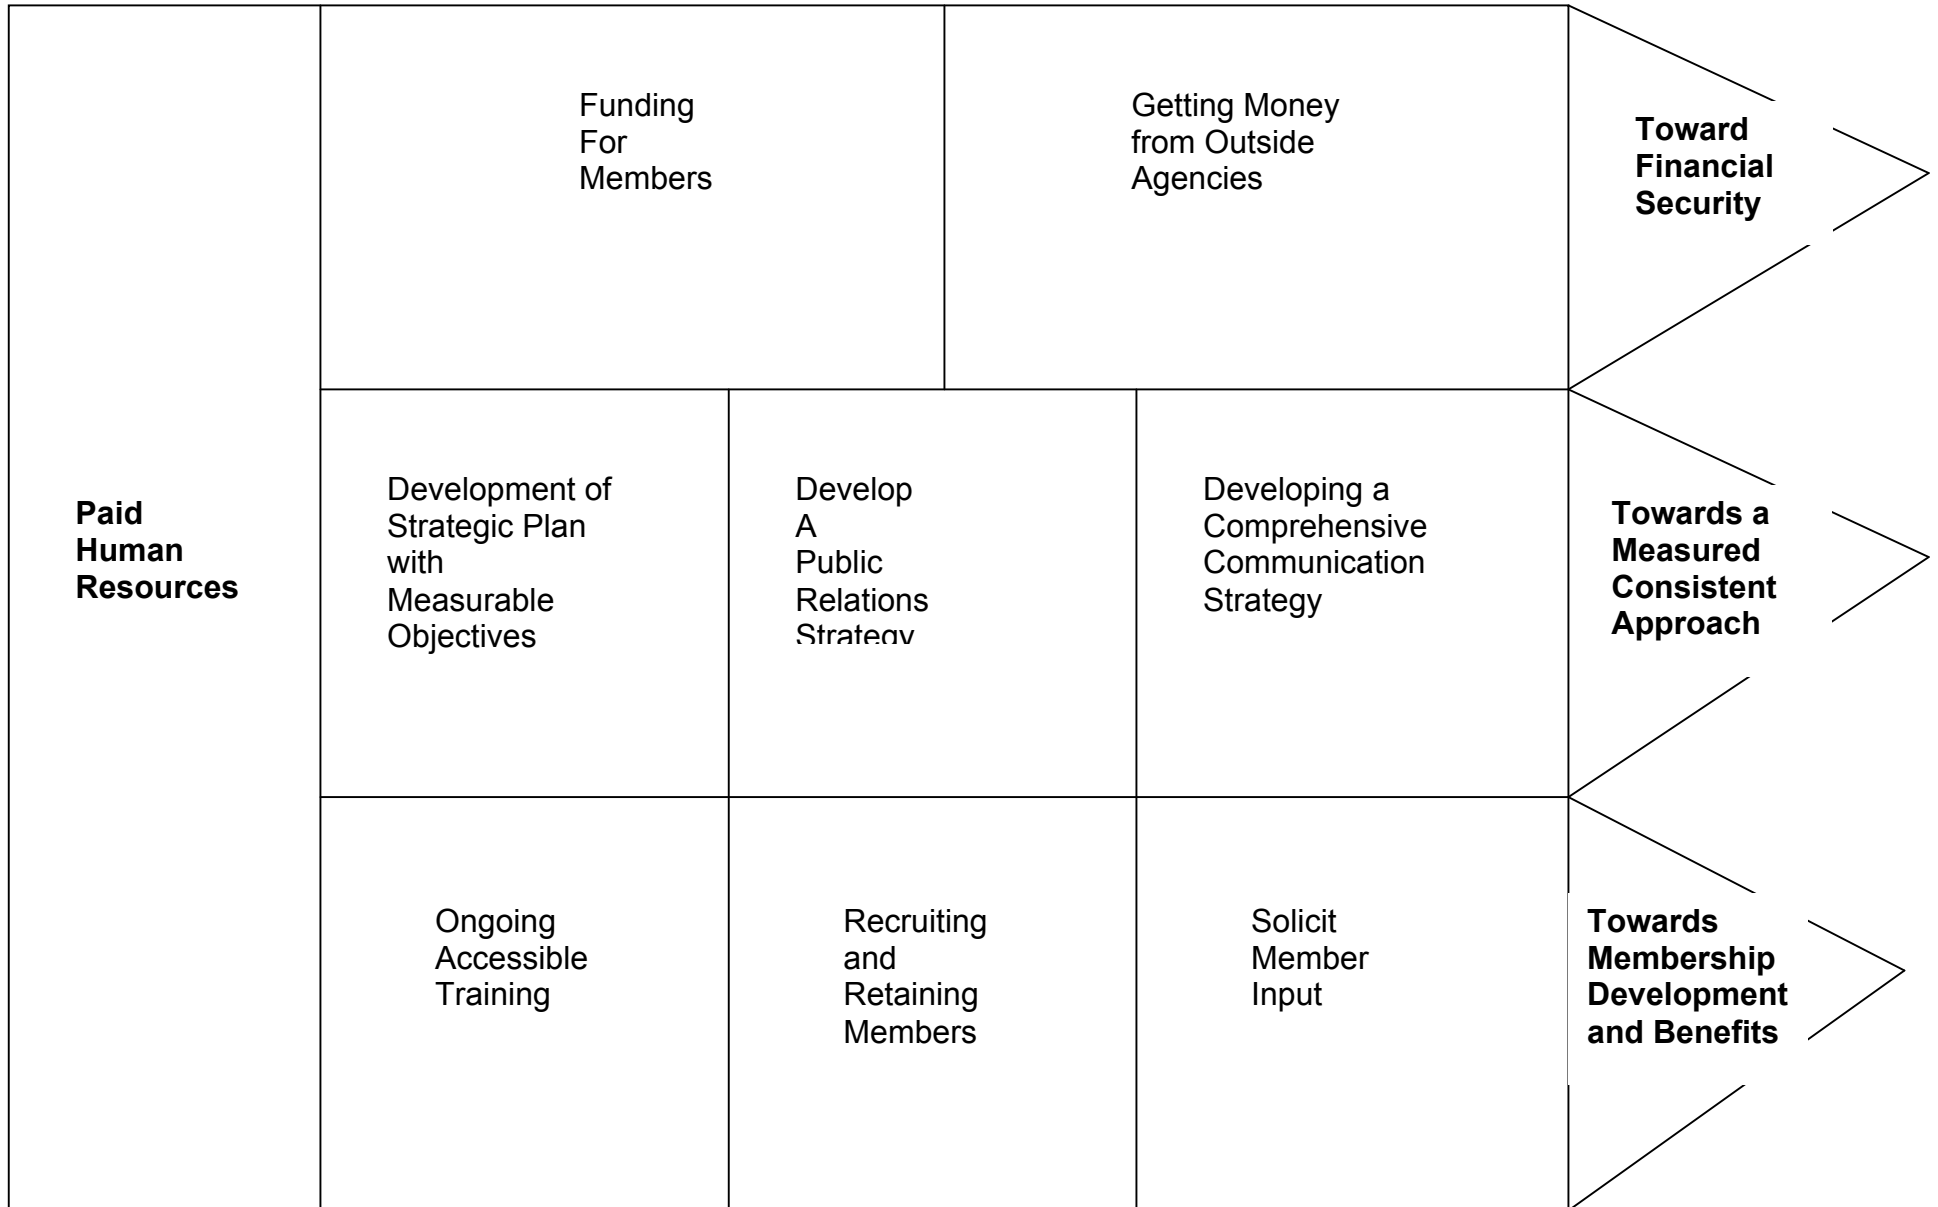 Paid
Human
Resources
Funding
For
Members
Getting Money
from Outside
Agencies
Toward
Financial
Security
Development of
Strategic Plan
with
Measurable
Objectives
Develop
A
Public
Relations
Strategy
Developing a
Comprehensive
Communication
Strategy
Towards a
Measured
Consistent
Approach
Ongoing
Accessible
Training
Recruiting
and
Retaining
Members
Solicit
Member
Input
Towards
Membership
Development
and Benefits